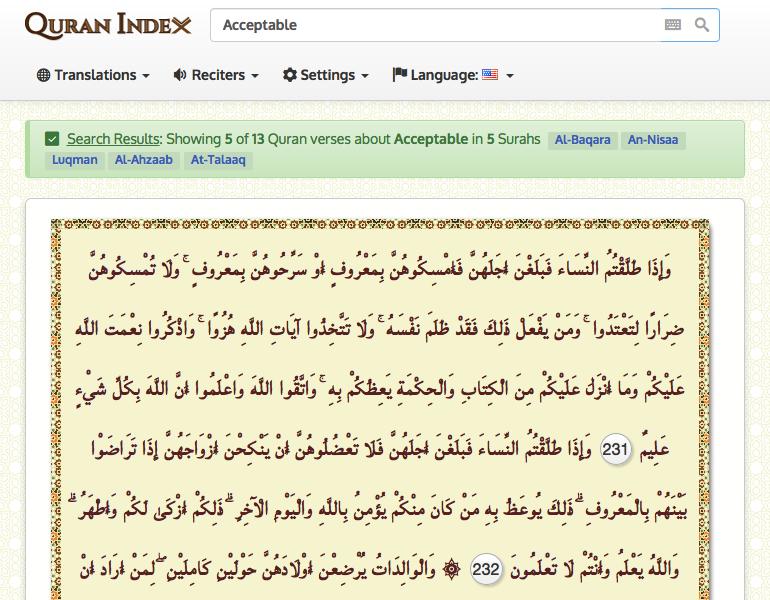 QURAN INDEX
Acceptable
Translations Reciters Settings Language:
Search Results: Showing 5 of 13 Quran verses about Acceptable in 5 Surahs Al-Baqara An-Nisaa
Luqman Al-Ahzaab At-Talaaq
وَإِذَا طَلَّقْتُمُ النِّسَاءَ فَبَلَغْنَ أَجَلَهُنَّ فَأَمْسِكُوهُنَّ بِمَعْرُوفٍ أَوْ سَرِّحُوهُنَّ بِمَعْرُوفٍ ۚ وَلَا تُمْسِكُوهُنَّ
ضِرَارًا لِتَعْتَدُوا ۚ وَمَنْ يَفْعَلْ ذَلِكَ فَقَدْ ظَلَمَ نَفْسَهُ ۚ وَلَا تَتَّخِذُوا آيَاتِ اللَّهِ هُزُوًا ۚ وَاذْكُرُوا نِعْمَتَ اللَّهِ
عَلَيْكُمْ وَمَا أَنْزَلَ عَلَيْكُمْ مِنَ الْكِتَابِ وَالْحِكْمَةِ يَعِظُكُمْ بِهِ ۚ وَاتَّقُوا اللَّهَ وَاعْلَمُوا أَنَّ اللَّهَ بِكُلِّ شَيْءٍ
عَلِيمٌ 231 وَإِذَا طَلَّقْتُمُ النِّسَاءَ فَبَلَغْنَ أَجَلَهُنَّ فَلَا تَعْضُلُوهُنَّ أَنْ يَنْكِحْنَ أَزْوَاجَهُنَّ إِذَا تَرَاضَوْا
بَيْنَهُمْ بِالْمَعْرُوفِ ۗ ذَلِكَ يُوعَظُ بِهِ مَنْ كَانَ مِنْكُمْ يُؤْمِنُ بِاللَّهِ وَالْيَوْمِ الْآخِرِ ۗ ذَلِكُمْ أَزْكَىٰ لَكُمْ وَأَطْهَرُ ۗ
وَاللَّهُ يَعْلَمُ وَأَنْتُمْ لَا تَعْلَمُونَ 232 ۞ وَالْوَالِدَاتُ يُرْضِعْنَ أَوْلَادَهُنَّ حَوْلَيْنِ كَامِلَيْنِ ۖ لِمَنْ أَرَادَ أَنْ